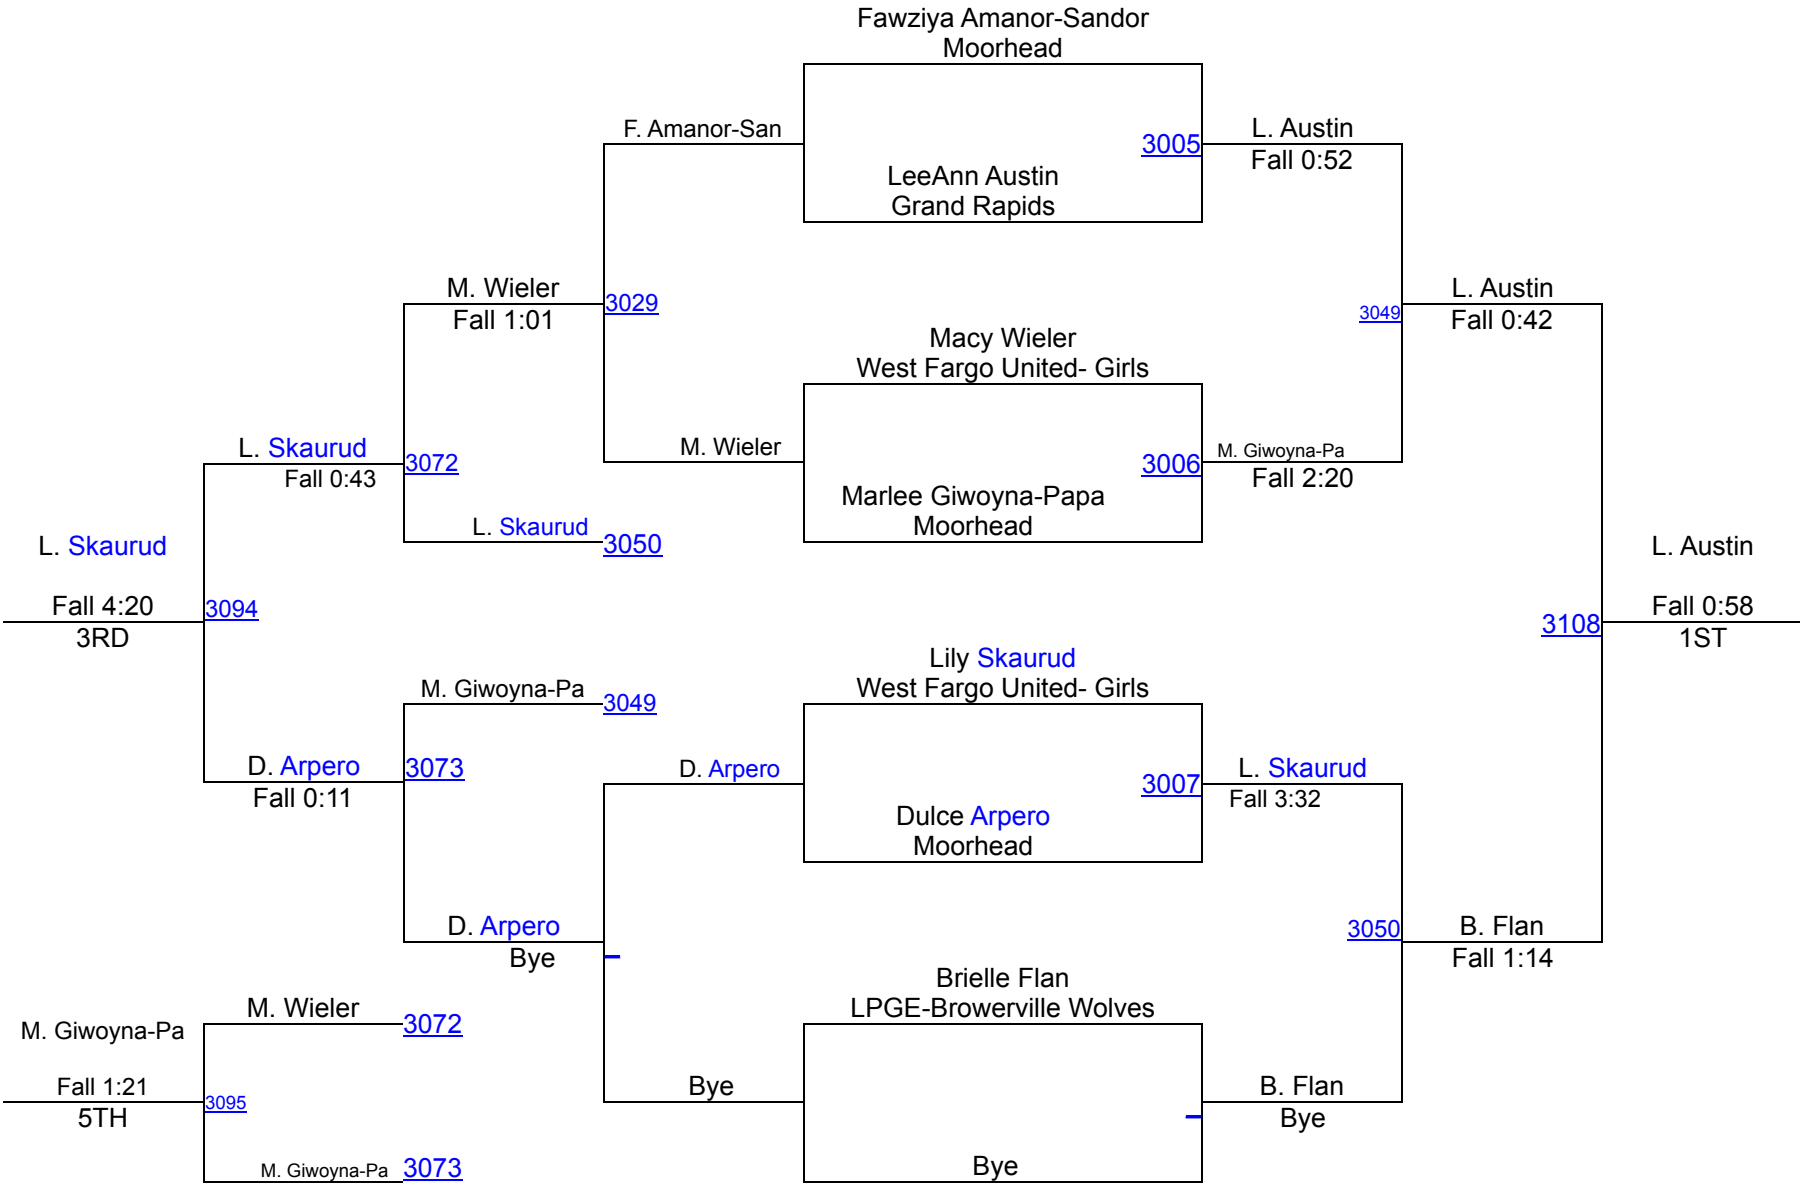 Fawziya Amanor-Sandor
Moorhead
F. Amanor-San
3005
L. Austin
Fall 0:52
LeeAnn Austin
Grand Rapids
M. Wieler
Fall 1:01
3029
L. Austin
Fall 0:42
3049
Macy Wieler
West Fargo United- Girls
L. Skaurud
Fall 0:43
3072
M. Wieler
3006
M. Giwoyna-Pa
Fall 2:20
Marlee Giwoyna-Papa
Moorhead
L. Skaurud
3050
L. Skaurud
Fall 4:20
3RD
3094
L. Austin
Fall 0:58
1ST
3108
Lily Skaurud
West Fargo United- Girls
M. Giwoyna-Pa
3049
D. Arpero
Fall 0:11
3073
D. Arpero
3007
L. Skaurud
Fall 3:32
Dulce Arpero
Moorhead
D. Arpero
Bye
3050
B. Flan
Fall 1:14
Brielle Flan
LPGE-Browerville Wolves
M. Wieler
3072
M. Giwoyna-Pa
Fall 1:21
5TH
3095
Bye
B. Flan
Bye
M. Giwoyna-Pa
3073
Bye